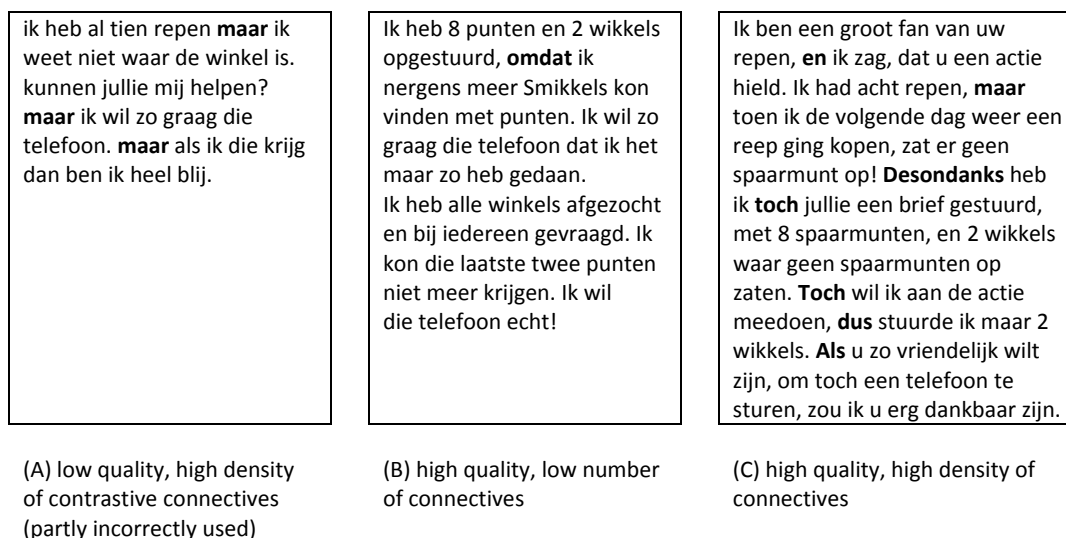 ik heb al tien repen maar ik
weet niet waar de winkel is.
kunnen jullie mij helpen?
maar ik wil zo graag die
telefoon. maar als ik die krijg
dan ben ik heel blij.
Ik heb 8 punten en 2 wikkels
opgestuurd, omdat ik
nergens meer Smikkels kon
vinden met punten. Ik wil zo
graag die telefoon dat ik het
maar zo heb gedaan.
Ik heb alle winkels afgezocht
en bij iedereen gevraagd. Ik
kon die laatste twee punten
niet meer krijgen. Ik wil
die telefoon echt!
Ik ben een groot fan van uw
repen, en ik zag, dat u een actie
hield. Ik had acht repen, maar
toen ik de volgende dag weer een
reep ging kopen, zat er geen
spaarmunt op! Desondanks heb
ik toch jullie een brief gestuurd,
met 8 spaarmunten, en 2 wikkels
waar geen spaarmunten op
zaten. Toch wil ik aan de actie
meedoen, dus stuurde ik maar 2
wikkels. Als u zo vriendelijk wilt
zijn, om toch een telefoon te
sturen, zou ik u erg dankbaar zijn.
(A) low quality, high density
of contrastive connectives
(partly incorrectly used)
(B) high quality, low number
of connectives
(C) high quality, high density of
connectives